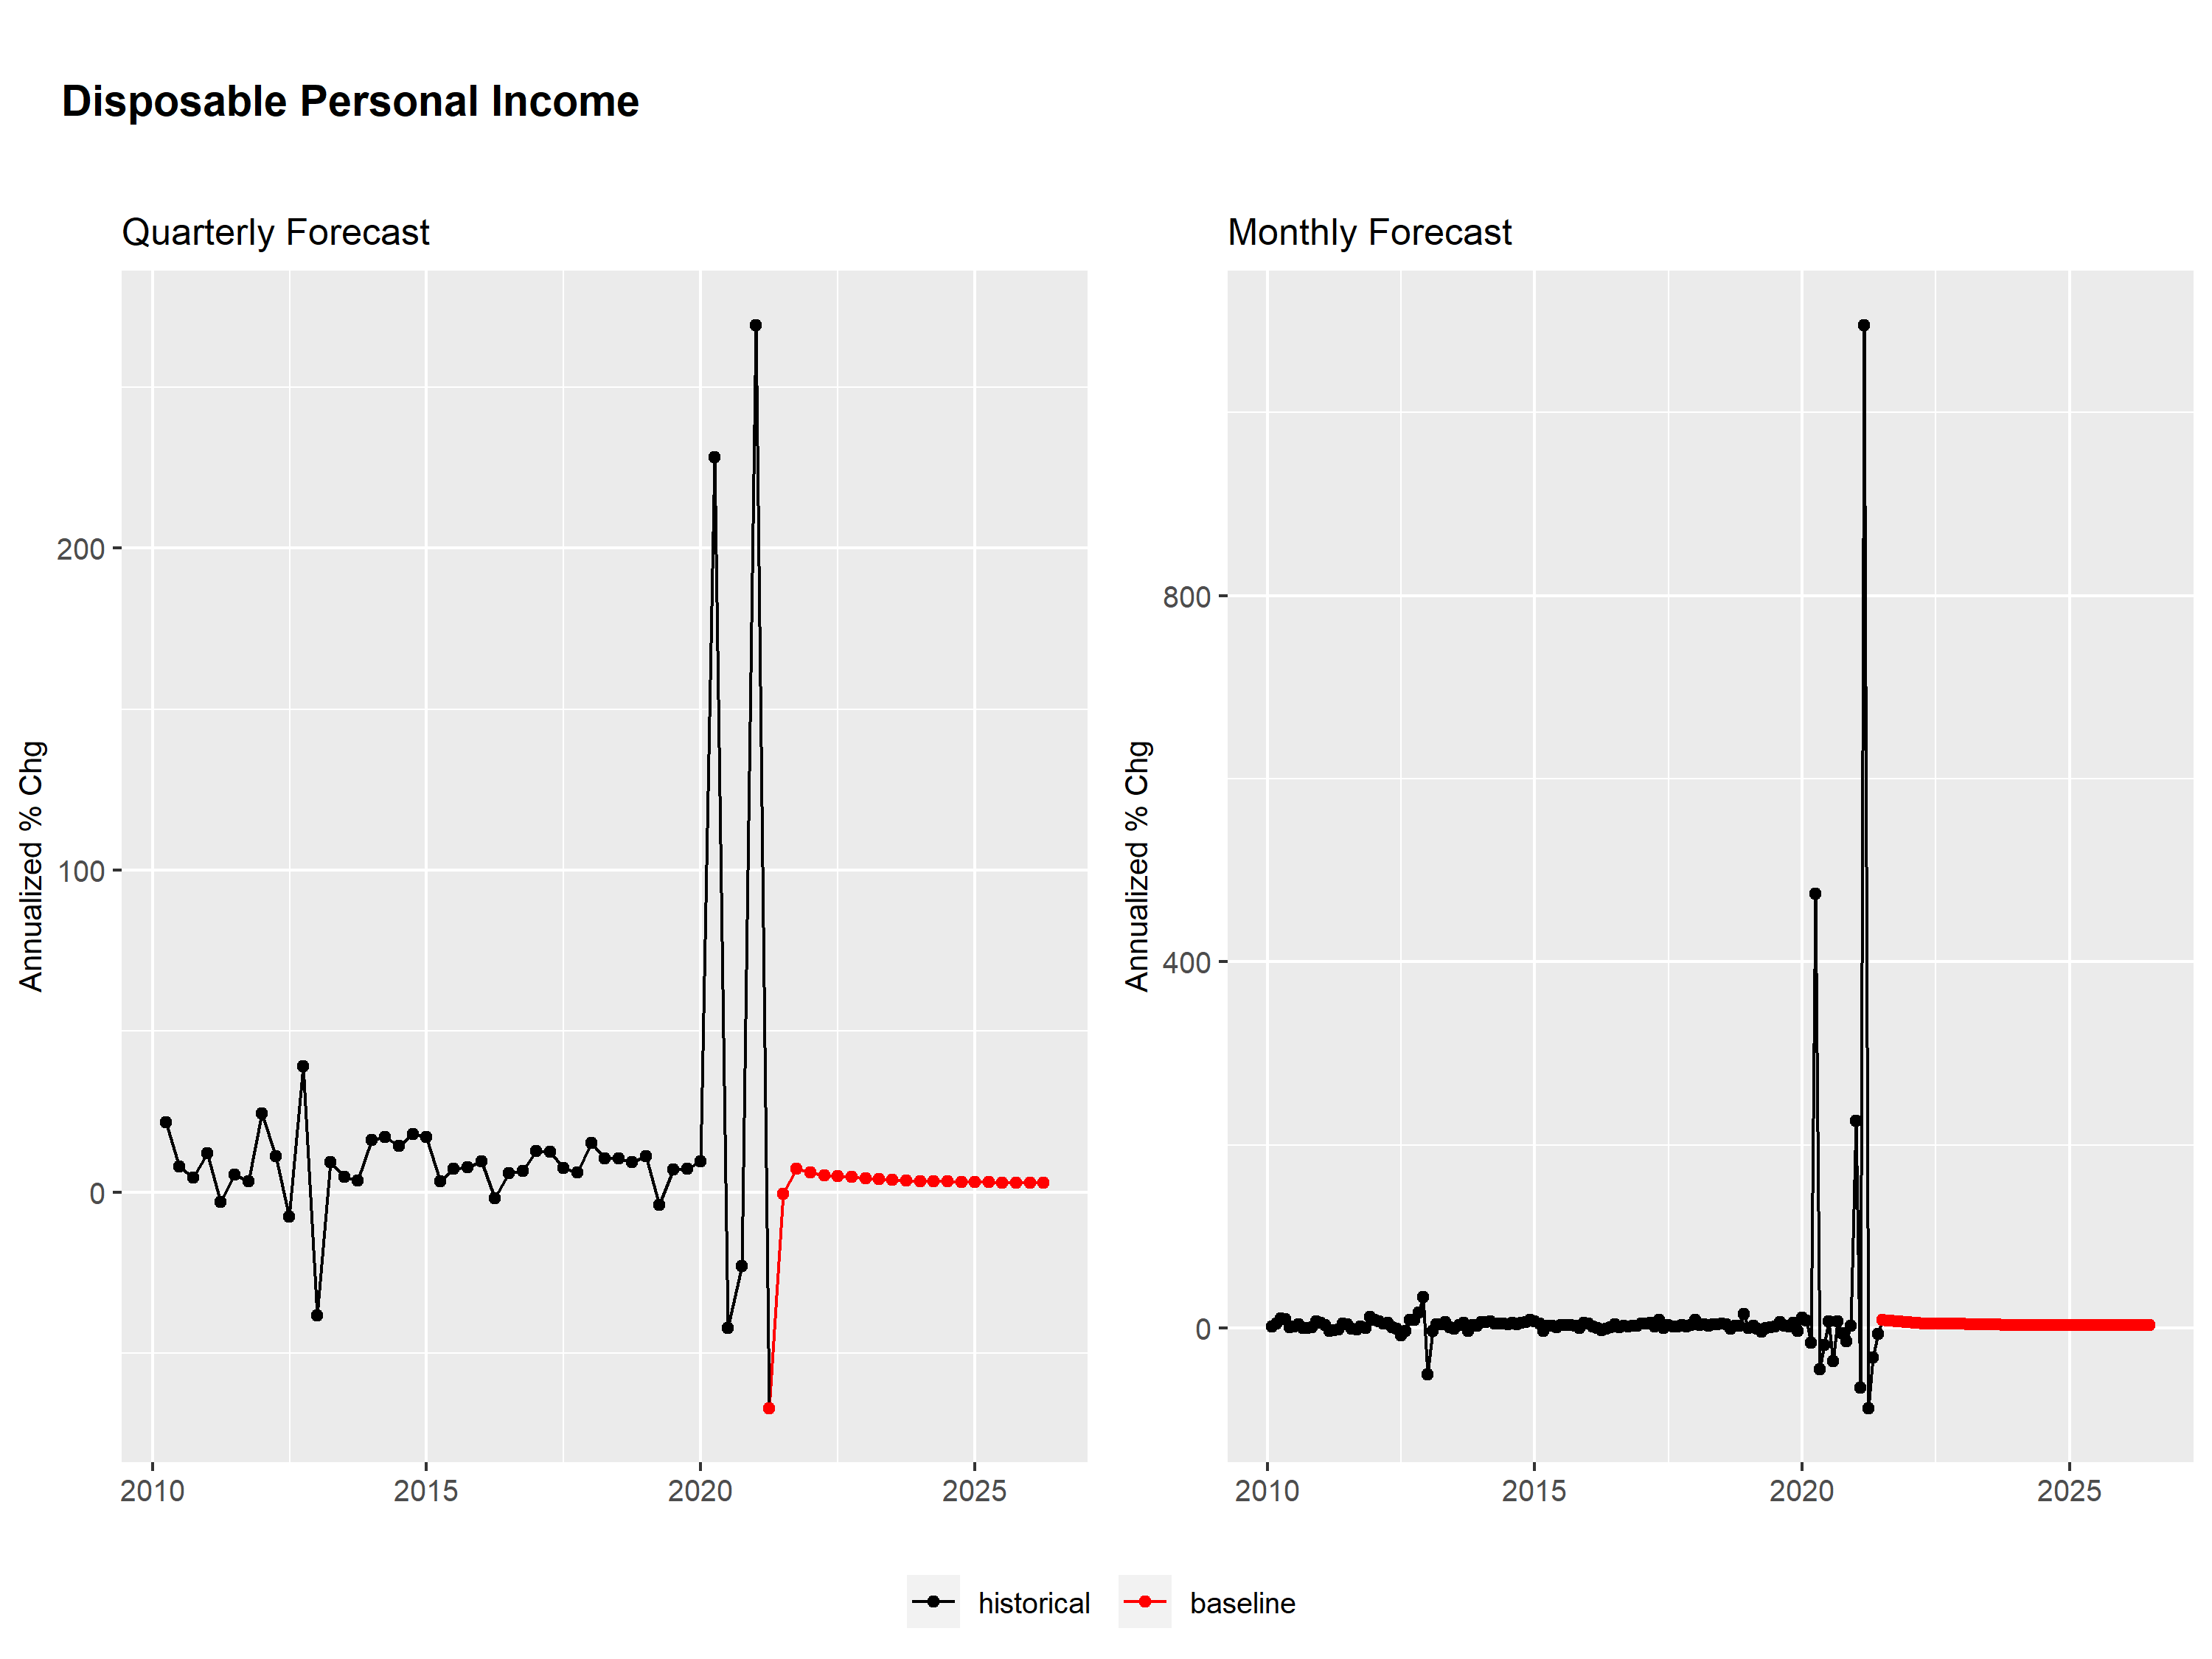 Disposable Personal Income
Quarterly Forecast
Annualized % Chg
200
100
0
2010 2015 2020 2025
Monthly Forecast
Annualized % Chg
800
400
0
2010 2015 2020 2025
historical baseline